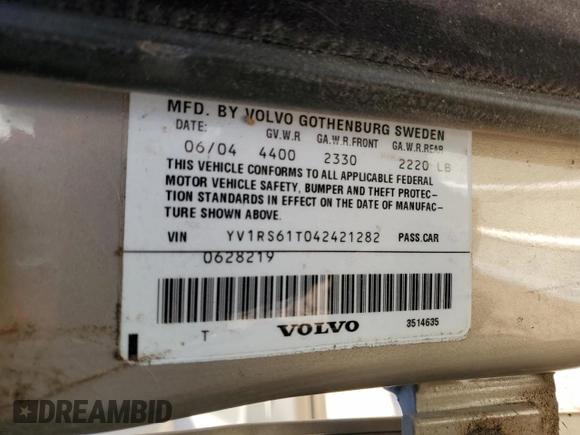 MFD. BY VOLVO GOTHENBURG SWEDEN
DATE: GV.W.R GA.W.R.FRONT GA.W.R.REAR
06/04 4400 2330 2220 LB
THIS VEHICLE CONFORMS TO ALL APPLICABLE FEDERAL
MOTOR VEHICLE SAFETY, BUMPER AND THEFT PROTEC-
TION STANDARDS IN EFFECT ON THE DATE OF MANUFAC-
TURE SHOWN ABOVE.
VIN YV1RS61T042421282 PASS.CAR
0628219
T VOLVO 3514635
DREAMBID